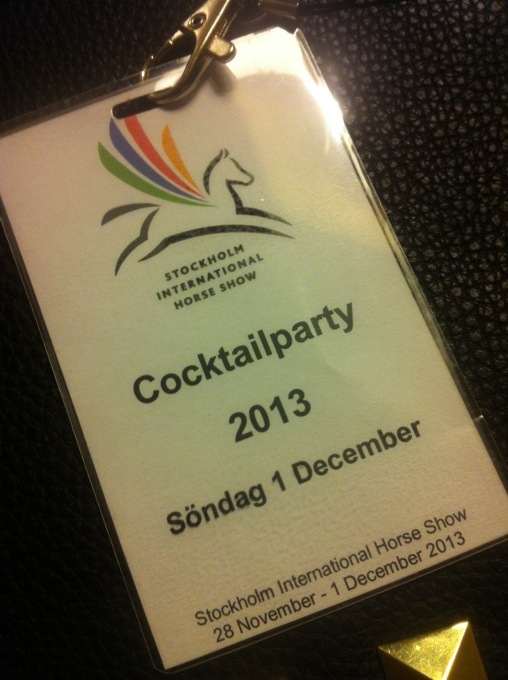 STOCKHOLM
INTERNATIONAL
HORSE SHOW
Cocktailparty
2013
Söndag 1 December
Stockholm International Horse Show
28 November - 1 December 2013